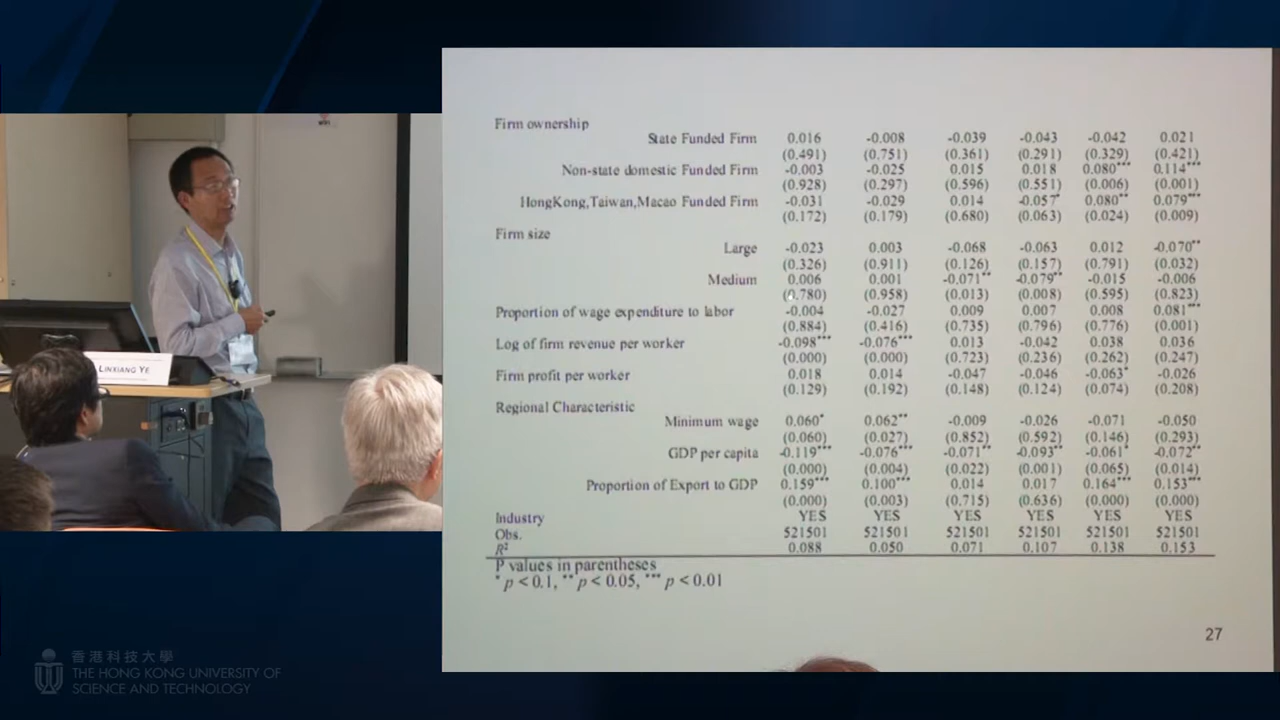 LINXIANG YE
Firm ownership
State Funded Firm 0.016 -0.008 -0.039 -0.043 -0.042 0.021
(0.491) (0.751) (0.361) (0.291) (0.329) (0.421)
Non-state domestic Funded Firm -0.003 -0.025 0.015 0.018 0.080*** 0.114***
(0.928) (0.297) (0.596) (0.551) (0.006) (0.001)
HongKong,Taiwan,Macao Funded Firm -0.031 -0.029 0.014 -0.057* 0.080** 0.079***
(0.172) (0.179) (0.680) (0.063) (0.024) (0.009)
Firm size
Large -0.023 0.003 -0.068 -0.063 0.012 -0.070**
(0.326) (0.911) (0.126) (0.157) (0.791) (0.032)
Medium 0.006 0.001 -0.071** -0.079** -0.015 -0.006
(0.780) (0.958) (0.013) (0.008) (0.595) (0.823)
Proportion of wage expenditure to labor -0.004 -0.027 0.009 0.007 0.008 0.081***
(0.884) (0.416) (0.735) (0.796) (0.776) (0.001)
Log of firm revenue per worker -0.098*** -0.076*** 0.013 -0.042 0.038 0.036
(0.000) (0.000) (0.723) (0.236) (0.262) (0.247)
Firm profit per worker 0.018 0.014 -0.047 -0.046 -0.063* -0.026
(0.129) (0.192) (0.148) (0.124) (0.074) (0.208)
Regional Characteristic
Minimum wage 0.060* 0.062** -0.009 -0.026 -0.071 -0.050
(0.060) (0.027) (0.852) (0.592) (0.146) (0.293)
GDP per capita -0.119*** -0.076*** -0.071** -0.093** -0.061* -0.072**
(0.000) (0.004) (0.022) (0.001) (0.065) (0.014)
Proportion of Export to GDP 0.159*** 0.100*** 0.014 0.017 0.164*** 0.153***
(0.000) (0.003) (0.715) (0.636) (0.000) (0.000)
Industry YES YES YES YES YES YES
Obs. 521501 521501 521501 521501 521501 521501
R² 0.088 0.050 0.071 0.107 0.138 0.153
P values in parentheses
* p < 0.1, ** p < 0.05, *** p < 0.01
27
香港科技大學
THE HONG KONG UNIVERSITY OF
SCIENCE AND TECHNOLOGY